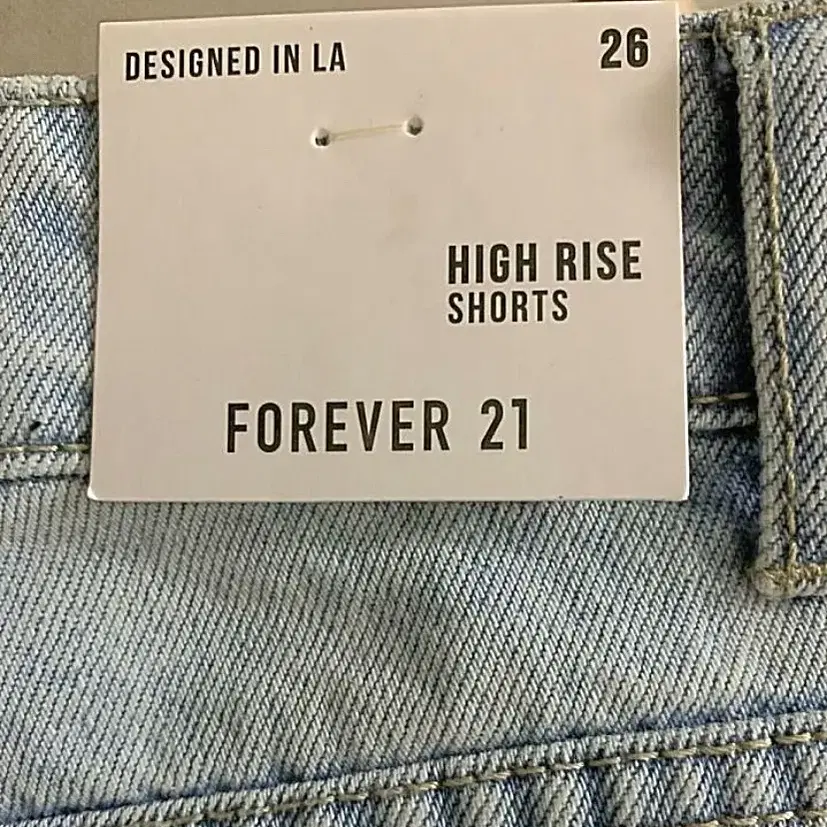 DESIGNED IN LA
26
HIGH RISE
SHORTS
FOREVER 21